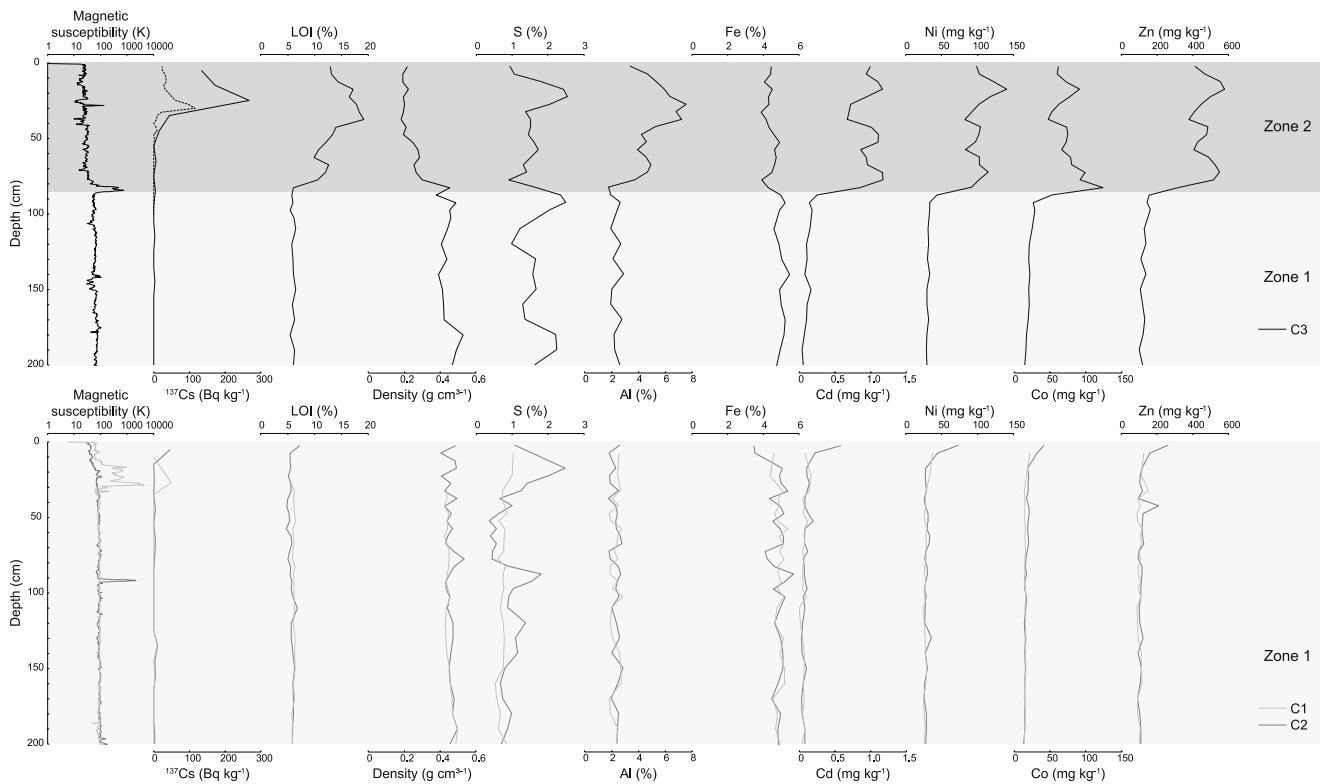 Magnetic
susceptibility (K)
LOI (%)
S (%)
Fe (%)
Ni (mg kg⁻¹)
Zn (mg kg⁻¹)
1 10 100 1000 10000
0 5 10 15 20
0 1 2 3
0 2 4 6
0 50 100 150
0 200 400 600
0
50
100
150
200
Depth (cm)
Zone 2
Zone 1
C3
0 100 200 300
0.0 0.2 0.4 0.6
0 2 4 6 8
0.0 0.5 1.0 1.5
0 50 100 150
¹³⁷Cs (Bq kg⁻¹)
Density (g cm³⁻¹)
Al (%)
Cd (mg kg⁻¹)
Co (mg kg⁻¹)
Magnetic
susceptibility (K)
LOI (%)
S (%)
Fe (%)
Ni (mg kg⁻¹)
Zn (mg kg⁻¹)
1 10 100 1000 10000
0 5 10 15 20
0 1 2 3
0 2 4 6
0 50 100 150
0 200 400 600
0
50
100
150
200
Depth (cm)
Zone 1
C1
C2
0 100 200 300
0.0 0.2 0.4 0.6
0 2 4 6 8
0.0 0.5 1.0 1.5
0 50 100 150
¹³⁷Cs (Bq kg⁻¹)
Density (g cm³⁻¹)
Al (%)
Cd (mg kg⁻¹)
Co (mg kg⁻¹)